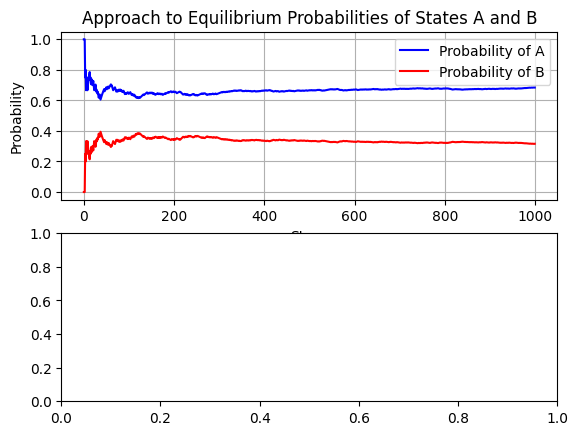 Approach to Equilibrium Probabilities of States A and B
1.0
0.8
0.6
0.4
0.2
0.0
Probability
Probability of A
Probability of B
0 200 400 600 800 1000
1.0
0.8
0.6
0.4
0.2
0.0
0.0 0.2 0.4 0.6 0.8 1.0